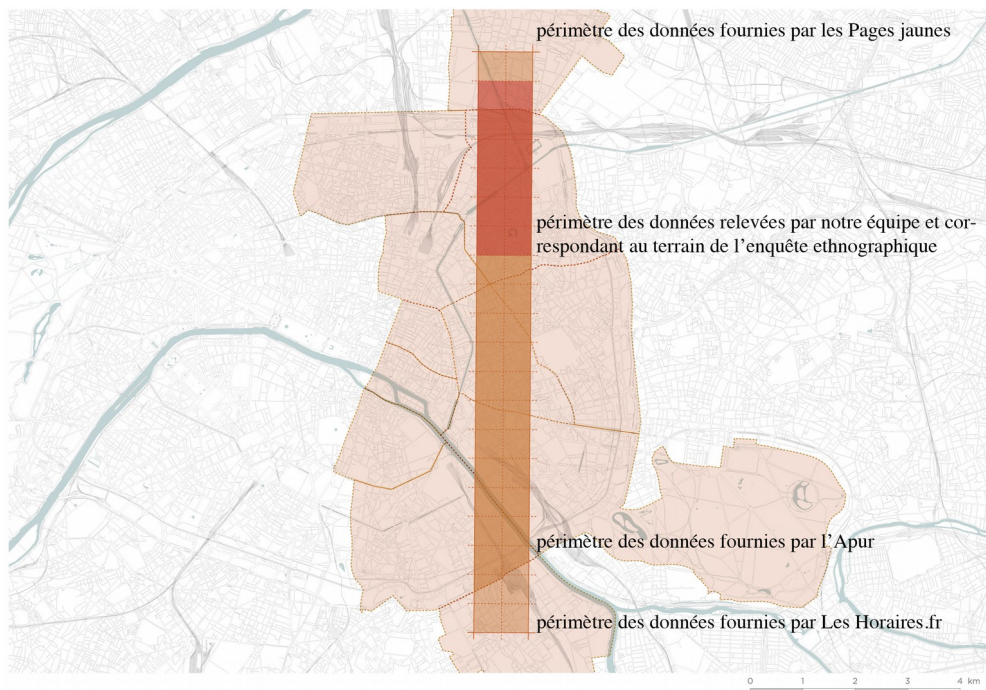 périmètre des données fournies par les Pages jaunes
périmètre des données relevées par notre équipe et cor-
respondant au terrain de l’enquête ethnographique
G
périmètre des données fournies par l’Apur
périmètre des données fournies par Les Horaires.fr
0 1 2 3 4 km